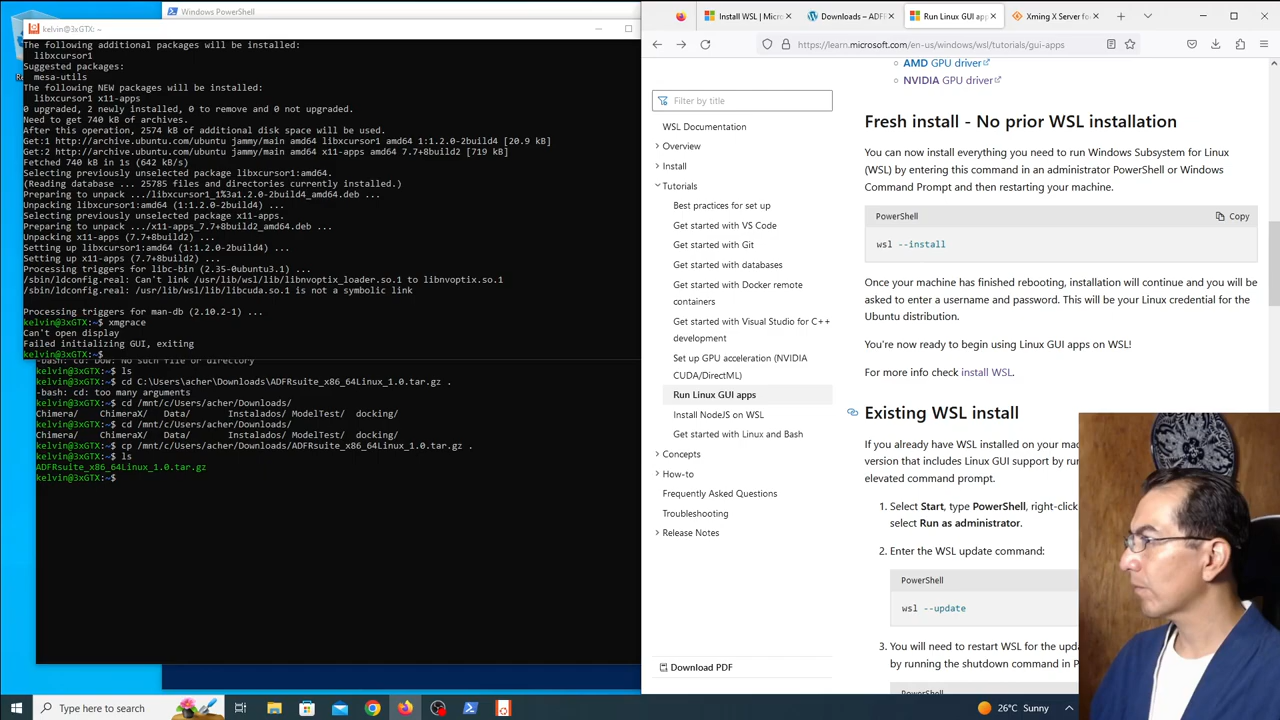 Windows PowerShell
kelvin@3xGTX: ~
The following additional packages will be installed:
libxcursor1
Suggested packages:
mesa-utils
The following NEW packages will be installed:
libxcursor1 x11-apps
0 upgraded, 2 newly installed, 0 to remove and 0 not upgraded.
Need to get 740 kB of archives.
After this operation, 2574 kB of additional disk space will be used.
Get:1 http://archive.ubuntu.com/ubuntu jammy/main amd64 libxcursor1 amd64 1:1.2.0-2build4 [20.9 kB]
Get:2 http://archive.ubuntu.com/ubuntu jammy/main amd64 x11-apps amd64 7.7+8build2 [719 kB]
Fetched 740 kB in 1s (642 kB/s)
Selecting previously unselected package libxcursor1:amd64.
(Reading database ... 25785 files and directories currently installed.)
Preparing to unpack .../libxcursor1_1%3a1.2.0-2build4_amd64.deb ...
Unpacking libxcursor1:amd64 (1:1.2.0-2build4) ...
Selecting previously unselected package x11-apps.
Preparing to unpack .../x11-apps_7.7+8build2_amd64.deb ...
Unpacking x11-apps (7.7+8build2) ...
Setting up libxcursor1:amd64 (1:1.2.0-2build4) ...
Setting up x11-apps (7.7+8build2) ...
Processing triggers for libc-bin (2.35-0ubuntu3.1) ...
/sbin/ldconfig.real: Can't link /usr/lib/wsl/lib/libnvoptix_loader.so.1 to libnvoptix.so.1
/sbin/ldconfig.real: /usr/lib/wsl/lib/libcuda.so.1 is not a symbolic link
Processing triggers for man-db (2.10.2-1) ...
kelvin@3xGTX:~$ xmgrace
Can't open display
Failed initializing GUI, exiting
kelvin@3xGTX:~$
-bash: cd: Dow: No such file or directory
kelvin@3xGTX:~$ ls
kelvin@3xGTX:~$ cd C:\Users\acher\Downloads\ADFRsuite_x86_64Linux_1.0.tar.gz .
-bash: cd: too many arguments
kelvin@3xGTX:~$ cd /mnt/c/Users/acher/Downloads/
Chimera/ ChimeraX/ Data/ Instalados/ ModelTest/ docking/
kelvin@3xGTX:~$ cd /mnt/c/Users/acher/Downloads/
Chimera/ ChimeraX/ Data/ Instalados/ ModelTest/ docking/
kelvin@3xGTX:~$ cp /mnt/c/Users/acher/Downloads/ADFRsuite_x86_64Linux_1.0.tar.gz .
kelvin@3xGTX:~$ ls
ADFRsuite_x86_64Linux_1.0.tar.gz
kelvin@3xGTX:~$
Install WSL | Micro
Downloads – ADF
Run Linux GUI app
Xming X Server for
https://learn.microsoft.com/en-us/windows/wsl/tutorials/gui-apps
Filter by title
WSL Documentation
Overview
Install
Tutorials
Best practices for set up
Get started with VS Code
Get started with Git
Get started with databases
Get started with Docker remote
containers
Set up GPU acceleration (NVIDIA
CUDA/DirectML)
Get started with Visual Studio for C++
development
Run Linux GUI apps
Install NodeJS on WSL
Get started with Linux and Bash
Concepts
How-to
Frequently Asked Questions
Troubleshooting
Release Notes
Download PDF
AMD GPU driver
NVIDIA GPU driver
Fresh install - No prior WSL installation
You can now install everything you need to run Windows Subsystem for Linux
(WSL) by entering this command in an administrator PowerShell or Windows
Command Prompt and then restarting your machine.
PowerShell
Copy
wsl --install
Once your machine has finished rebooting, installation will continue and you will be
asked to enter a username and password. This will be your Linux credential for the
Ubuntu distribution.
You're now ready to begin using Linux GUI apps on WSL!
For more info check install WSL.
Existing WSL install
If you already have WSL installed on your mac
version that includes Linux GUI support by run
elevated command prompt.
1. Select Start, type PowerShell, right-click
select Run as administrator.
2. Enter the WSL update command:
PowerShell
wsl --update
3. You will need to restart WSL for the upda
by running the shutdown command in P
Type here to search
26°C Sunny